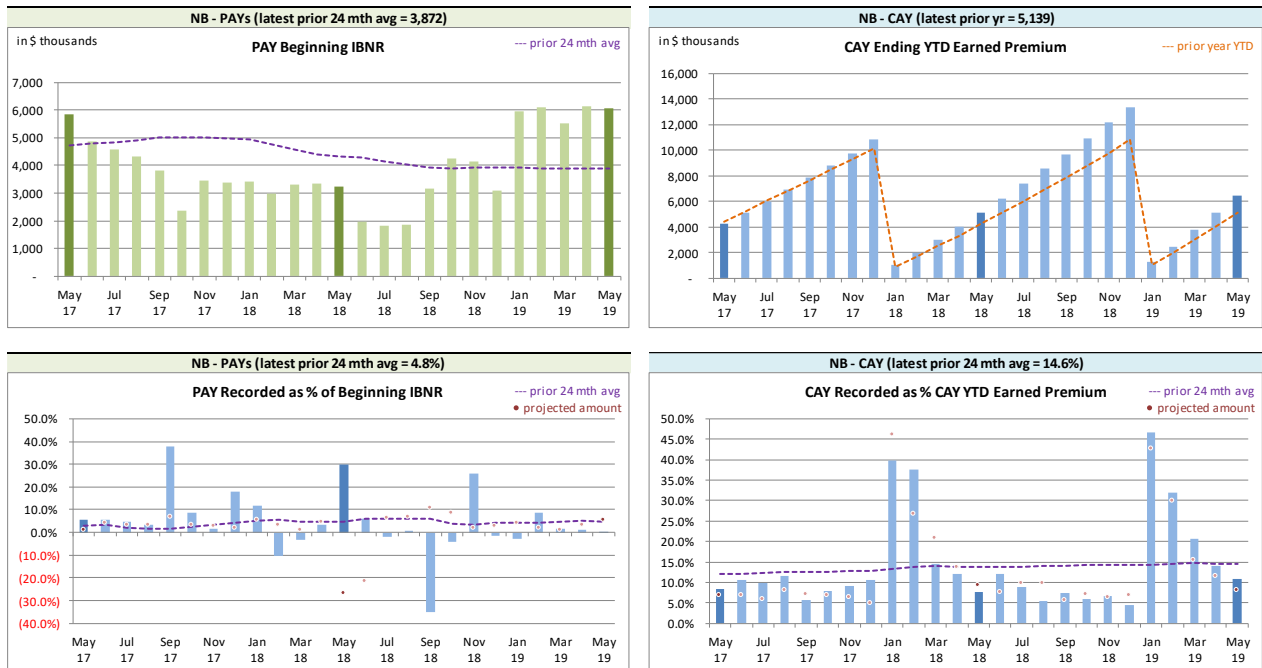 NB - PAYs (latest prior 24 mth avg = 3,872)
in $ thousands
PAY Beginning IBNR
--- prior 24 mth avg
7,000
6,000
5,000
4,000
3,000
2,000
1,000
-
May Jul Sep Nov Jan Mar May Jul Sep Nov Jan Mar May
17 17 17 17 18 18 18 18 18 18 19 19 19
NB - CAY (latest prior yr = 5,139)
in $ thousands
CAY Ending YTD Earned Premium
--- prior year YTD
16,000
14,000
12,000
10,000
8,000
6,000
4,000
2,000
-
May Jul Sep Nov Jan Mar May Jul Sep Nov Jan Mar May
17 17 17 17 18 18 18 18 18 18 19 19 19
NB - PAYs (latest prior 24 mth avg = 4.8%)
PAY Recorded as % of Beginning IBNR
--- prior 24 mth avg
• projected amount
50.0%
40.0%
30.0%
20.0%
10.0%
0.0%
(10.0%)
(20.0%)
(30.0%)
(40.0%)
May Jul Sep Nov Jan Mar May Jul Sep Nov Jan Mar May
17 17 17 17 18 18 18 18 18 18 19 19 19
NB - CAY (latest prior 24 mth avg = 14.6%)
CAY Recorded as % CAY YTD Earned Premium
--- prior 24 mth avg
• projected amount
50.0%
45.0%
40.0%
35.0%
30.0%
25.0%
20.0%
15.0%
10.0%
5.0%
0.0%
May Jul Sep Nov Jan Mar May Jul Sep Nov Jan Mar May
17 17 17 17 18 18 18 18 18 18 19 19 19